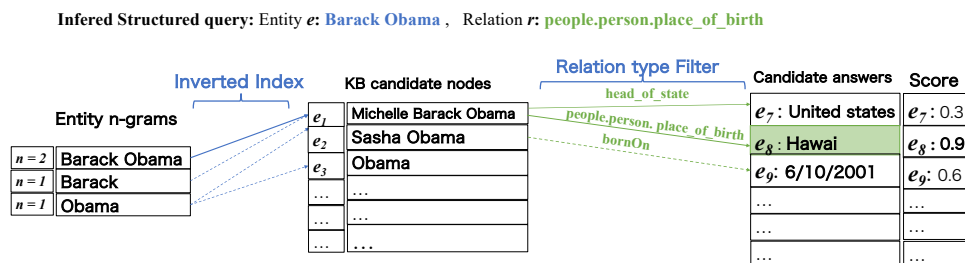 Infered Structured query: Entity e: Barack Obama , Relation r: people.person.place_of_birth
Inverted Index
KB candidate nodes
Relation type Filter
Candidate answers
Score
Entity n-grams
n = 2 Barack Obama
n = 1 Barack
n = 1 Obama
e1 Michelle Barack Obama
e2 Sasha Obama
e3 Obama
... ...
... ...
... ...
head_of_state
people.person. place_of_birth
bornOn
e7 : United states e7 : 0.3
e8 : Hawai e8 : 0.9
e9: 6/10/2001 e9: 0.6
... ...
... ...
... ...